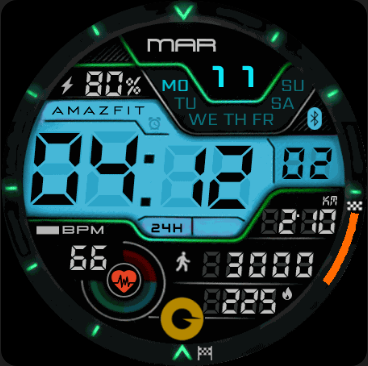 MAR
80%
MO 11 SU
TU SA
WE TH FR
AMAZFIT
04:12 02
24H
KM
2.10
BPM
66
3000
225